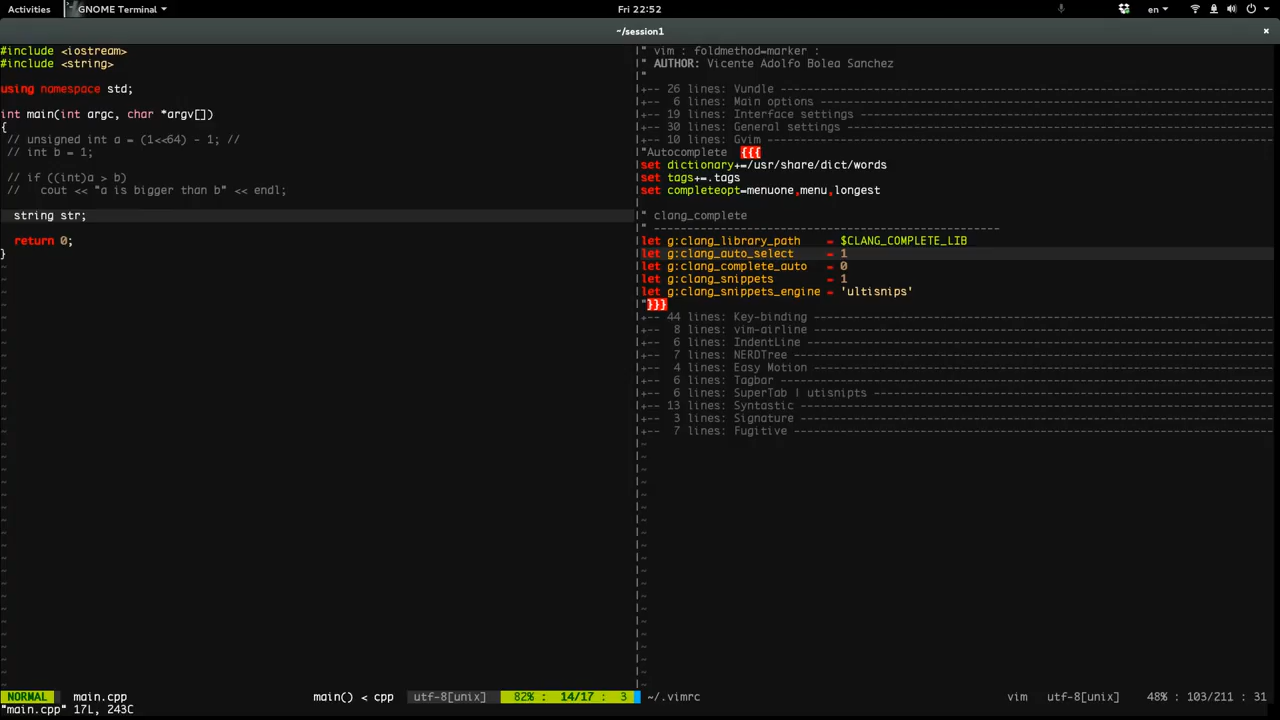 Activities GNOME Terminal Fri 22:52 en
~/session1 ×
#include <iostream>
#include <string>
using namespace std;
int main(int argc, char *argv[])
{
// unsigned int a = (1<<64) - 1; //
// int b = 1;
// if ((int)a > b)
//   cout << "a is bigger than b" << endl;
string str;
return 0;
}
NORMAL main.cpp main() < cpp utf-8[unix] 82% : 14/17 : 3
"main.cpp" 17L, 243C
" vim : foldmethod=marker :
" AUTHOR: Vicente Adolfo Bolea Sanchez
"
+-- 26 lines: Vundle
+-- 6 lines: Main options
+-- 19 lines: Interface settings
+-- 30 lines: General settings
+-- 10 lines: Gvim
"Autocomplete {{{
set dictionary+=/usr/share/dict/words
set tags+=.tags
set completeopt=menuone,menu,longest
" clang_complete
" ----------------------------------------------------
let g:clang_library_path = $CLANG_COMPLETE_LIB
let g:clang_auto_select = 1
let g:clang_complete_auto = 0
let g:clang_snippets = 1
let g:clang_snippets_engine = 'ultisnips'
"}}}
+-- 44 lines: Key-binding
+-- 8 lines: vim-airline
+-- 6 lines: IndentLine
+-- 7 lines: NERDTree
+-- 4 lines: Easy Motion
+-- 6 lines: Tagbar
+-- 6 lines: SuperTab | utisnipts
+-- 13 lines: Syntastic
+-- 3 lines: Signature
+-- 7 lines: Fugitive
~/.vimrc vim utf-8[unix] 48% : 103/211 : 31